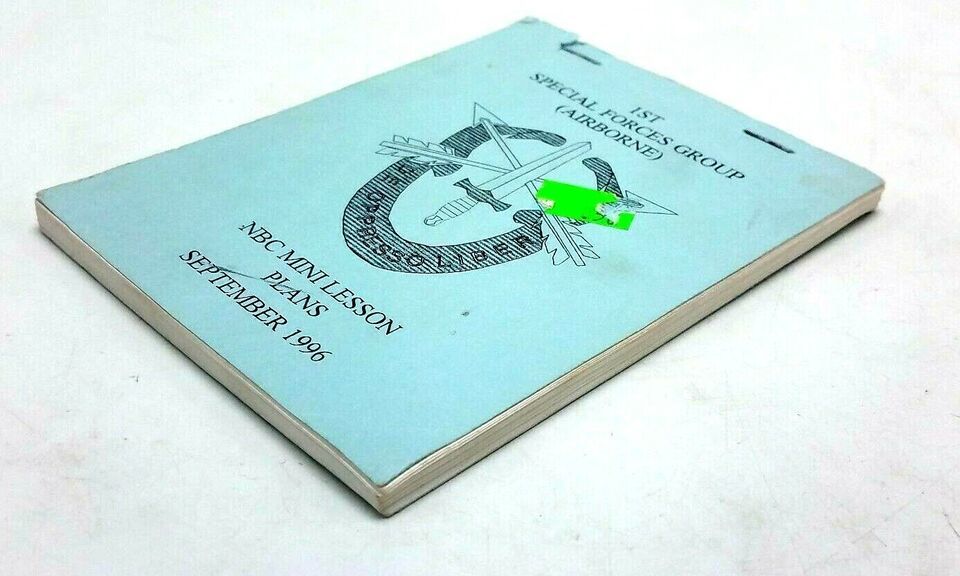 1ST
SPECIAL FORCES GROUP
(AIRBORNE)
DE OPPRESSO LIBER
NBC MINI LESSON
PLANS
SEPTEMBER 1996